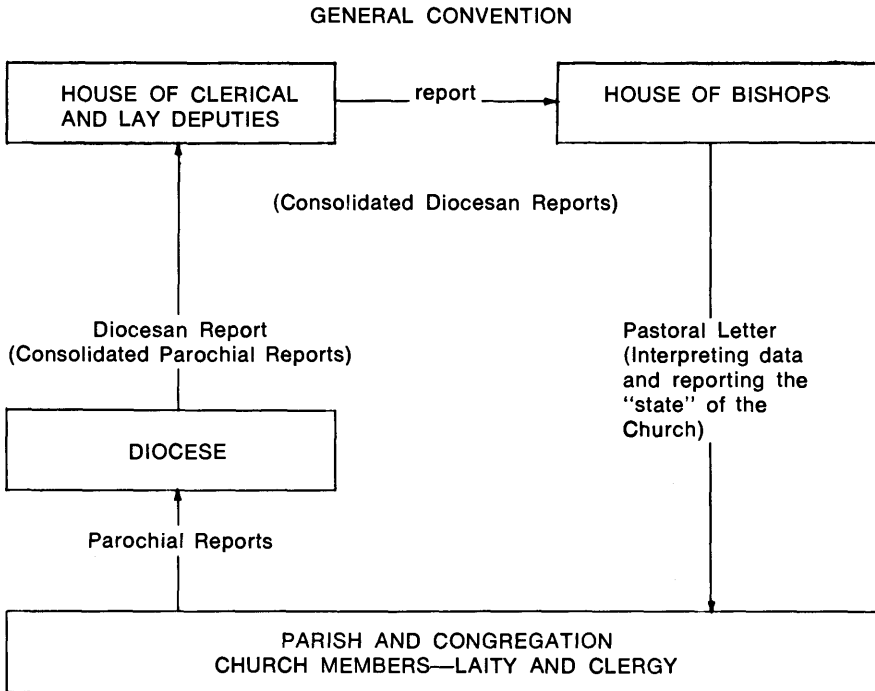 GENERAL CONVENTION
HOUSE OF CLERICAL
AND LAY DEPUTIES
report
HOUSE OF BISHOPS
(Consolidated Diocesan Reports)
Diocesan Report
(Consolidated Parochial Reports)
Pastoral Letter
(Interpreting data
and reporting the
“state” of the
Church)
DIOCESE
Parochial Reports
PARISH AND CONGREGATION
CHURCH MEMBERS—LAITY AND CLERGY